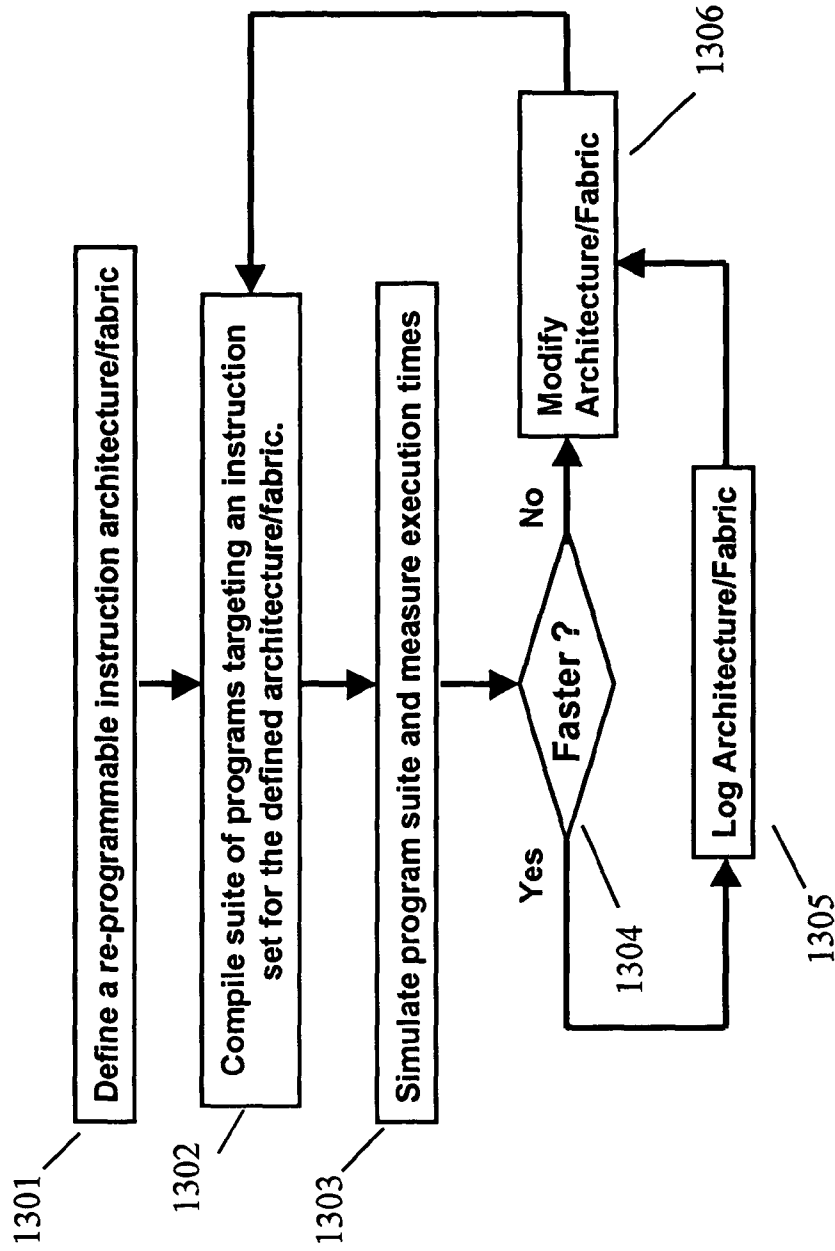 1301
Define a re-programmable instruction architecture/fabric
1302
Compile suite of programs targeting an instruction
set for the defined architecture/fabric.
1303
Simulate program suite and measure execution times
Yes
Faster ?
No
1304
Modify
Architecture/Fabric
1306
Log Architecture/Fabric
1305